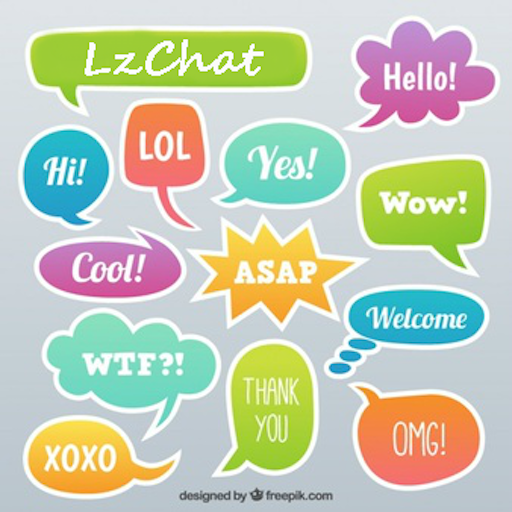 LzChat
Hello!
Hi!
LOL
Yes!
Wow!
Cool!
ASAP
Welcome
WTF?!
THANK
YOU
OMG!
XOXO
designed by freepik.com